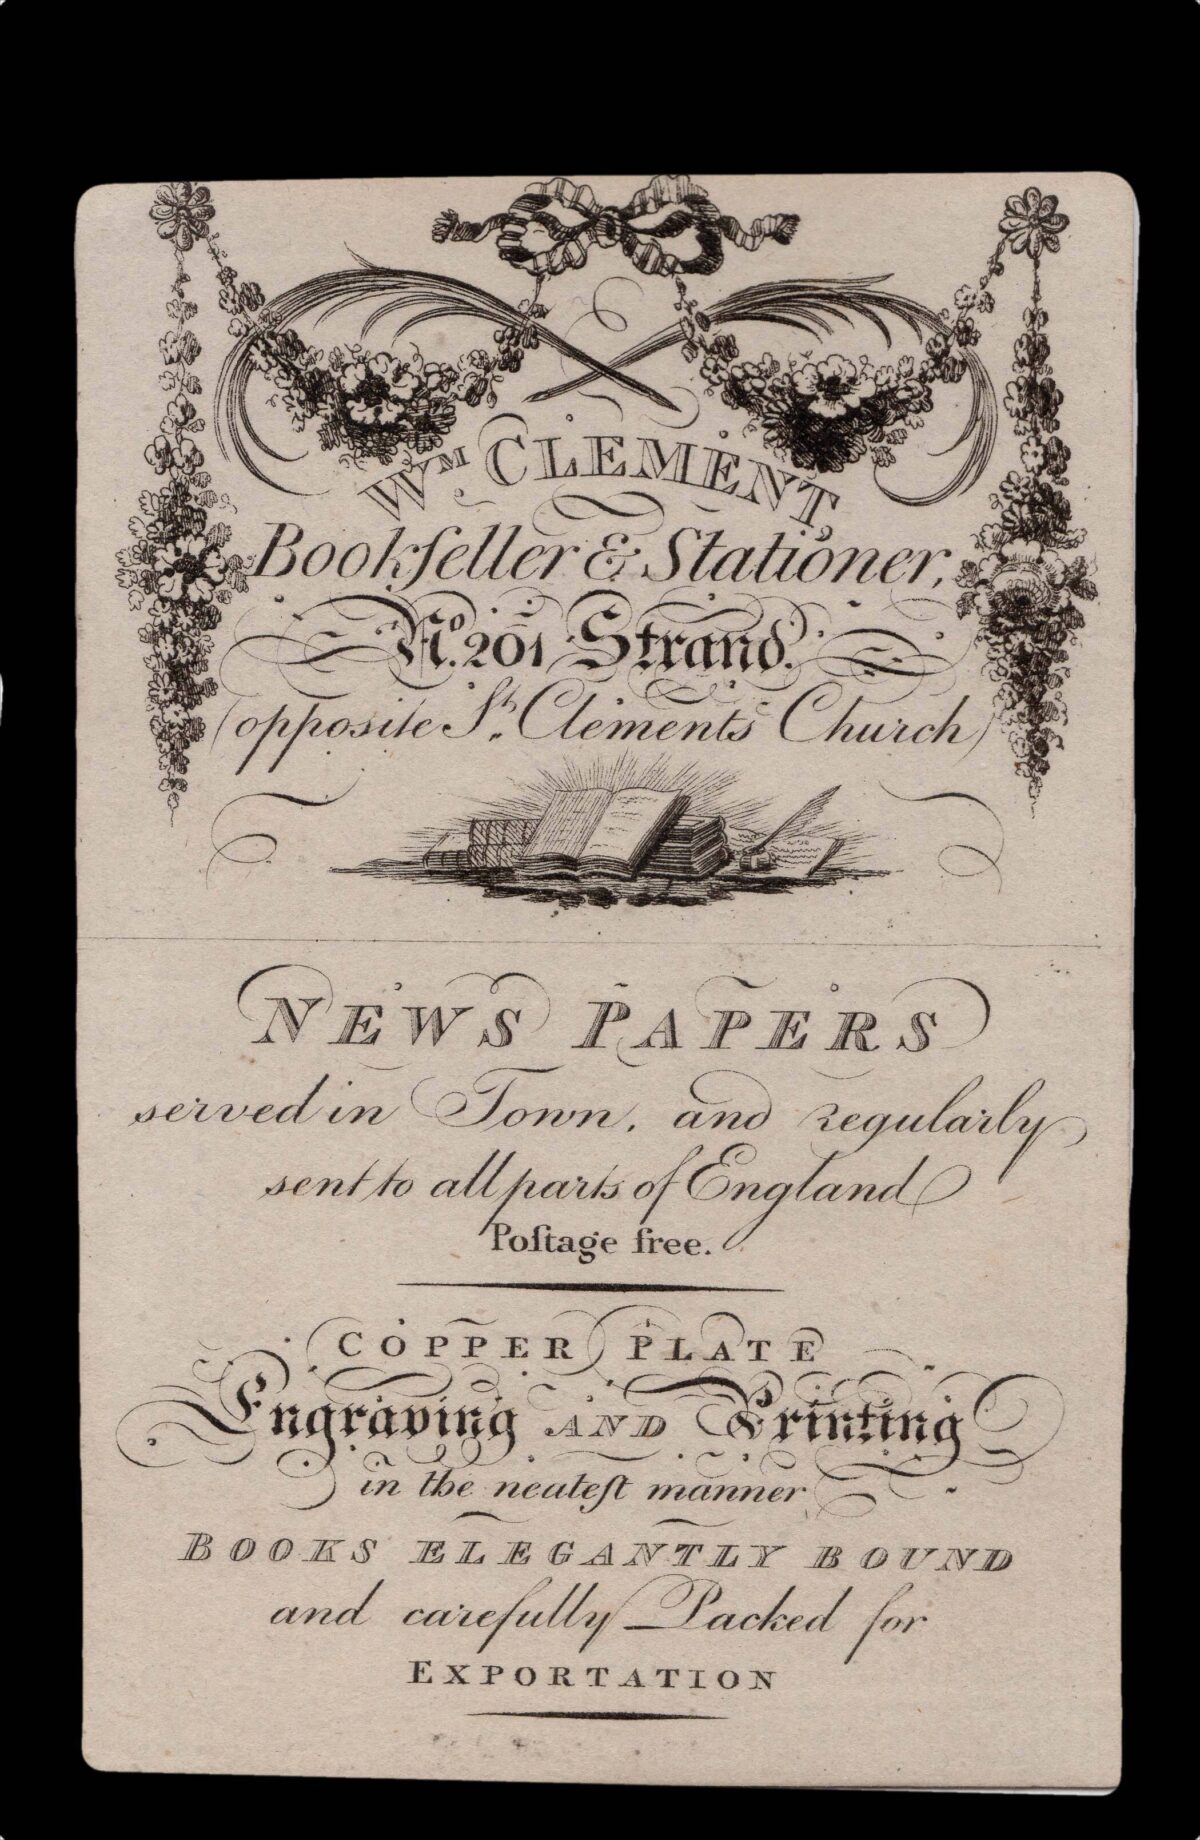 Wᴹ CLEMENT,
Bookſeller & Stationer,
Nº. 201 Strand.
(opposite Sᵗ. Clements Church)
NEWS PAPERS
served in Town, and regularly
sent to all parts of England
Poſtage free.
COPPER PLATE
Engraving AND Printing
in the neateſt manner
BOOKS ELEGANTLY BOUND
and carefully Packed for
EXPORTATION